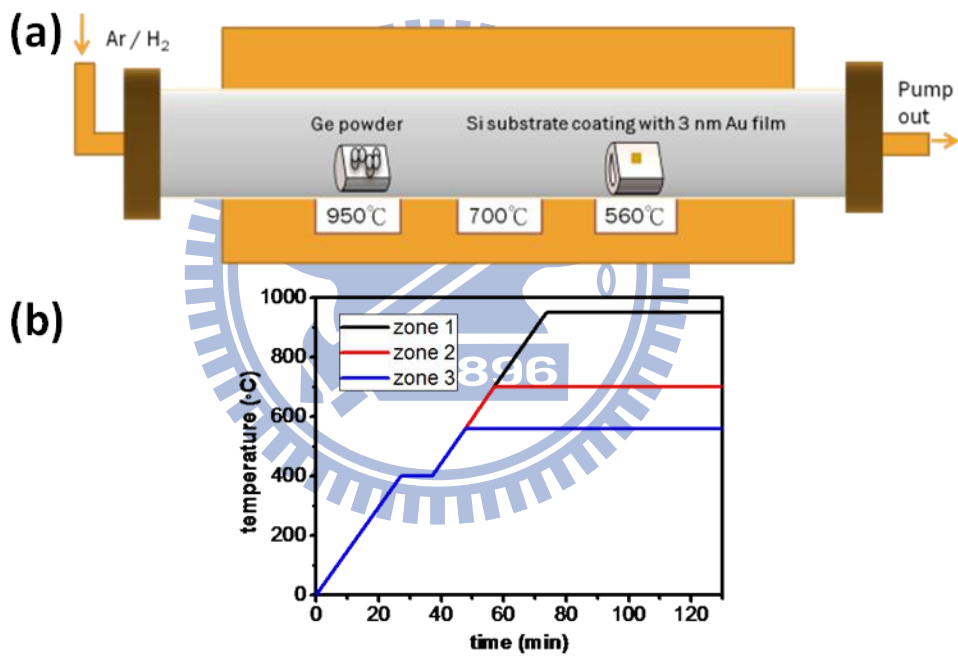 (a)
Ar / H₂
Pump
out
Ge powder
Si substrate coating with 3 nm Au film
950℃
700℃
560℃
(b)
1000
800
600
400
200
0
temperature (°C)
zone 1
zone 2
zone 3
896
0
20
40
60
80
100
120
time (min)